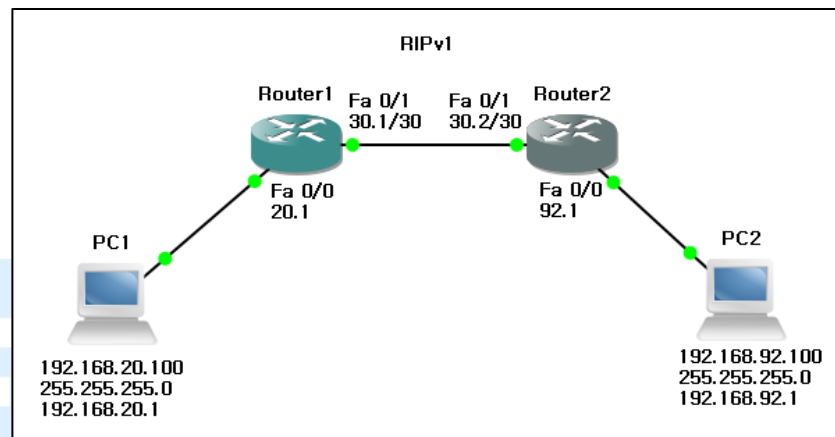 RIPv1
Router1
Fa 0/1
30.1/30
Fa 0/1
30.2/30
Router2
Fa 0/0
20.1
Fa 0/0
92.1
PC1
PC2
192.168.20.100
255.255.255.0
192.168.20.1
192.168.92.100
255.255.255.0
192.168.92.1